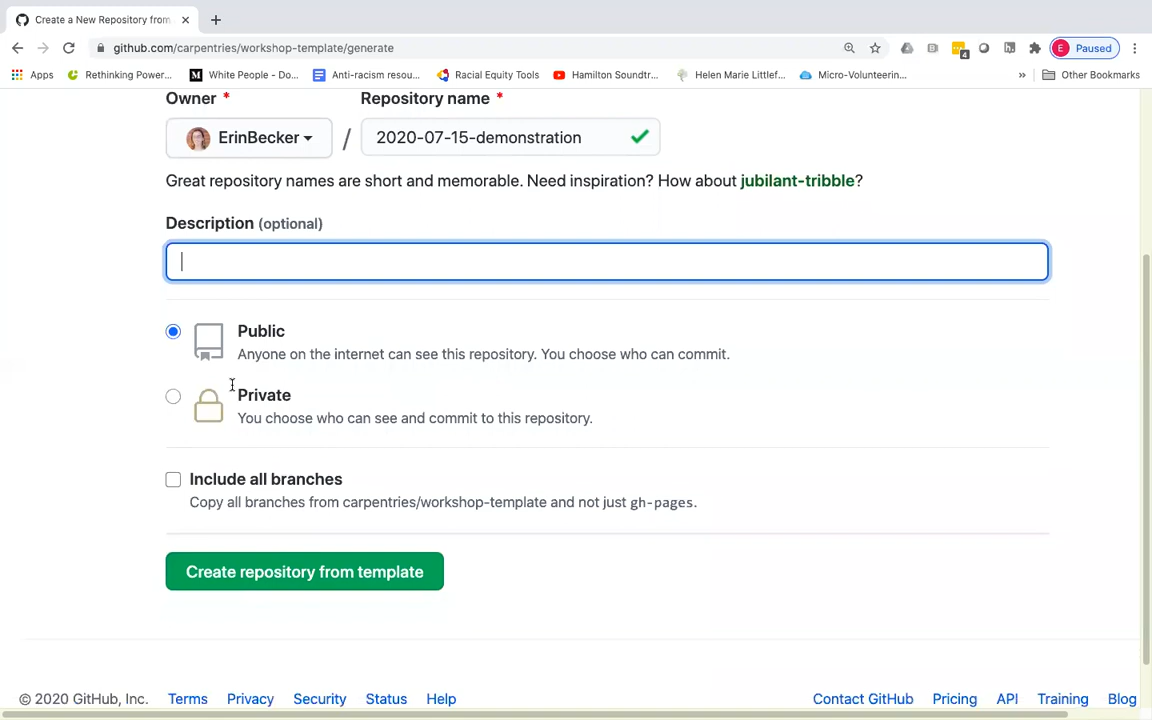 Create a New Repository from
github.com/carpentries/workshop-template/generate
4
E Paused
Apps
Rethinking Power...
M White People - Do...
Anti-racism resou...
Racial Equity Tools
Hamilton Soundtr...
Helen Marie Littlef...
Micro-Volunteerin...
»
Other Bookmarks
Owner * Repository name *
ErinBecker / 2020-07-15-demonstration
Great repository names are short and memorable. Need inspiration? How about jubilant-tribble?
Description (optional)
Public
Anyone on the internet can see this repository. You choose who can commit.
Private
You choose who can see and commit to this repository.
Include all branches
Copy all branches from carpentries/workshop-template and not just gh-pages.
Create repository from template
© 2020 GitHub, Inc. Terms Privacy Security Status Help Contact GitHub Pricing API Training Blog